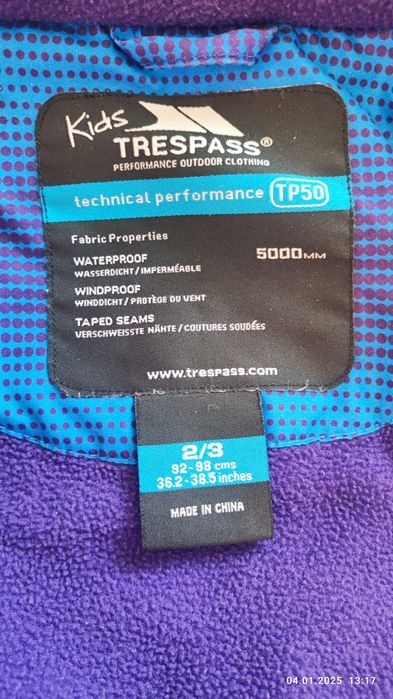 Kids
TRESPASS®
PERFORMANCE OUTDOOR CLOTHING
technical performance TP50
Fabric Properties
WATERPROOF 5000MM
WASSERDICHT / IMPERMÉABLE
WINDPROOF
WINDDICHT / PROTÈGE DU VENT
TAPED SEAMS
VERSCHWEISSTE NÄHTE / COUTURES SOUDÉES
www.trespass.com
2/3
92-98 cms
36.2-38.5 inches
MADE IN CHINA
04.01.2025 13:17